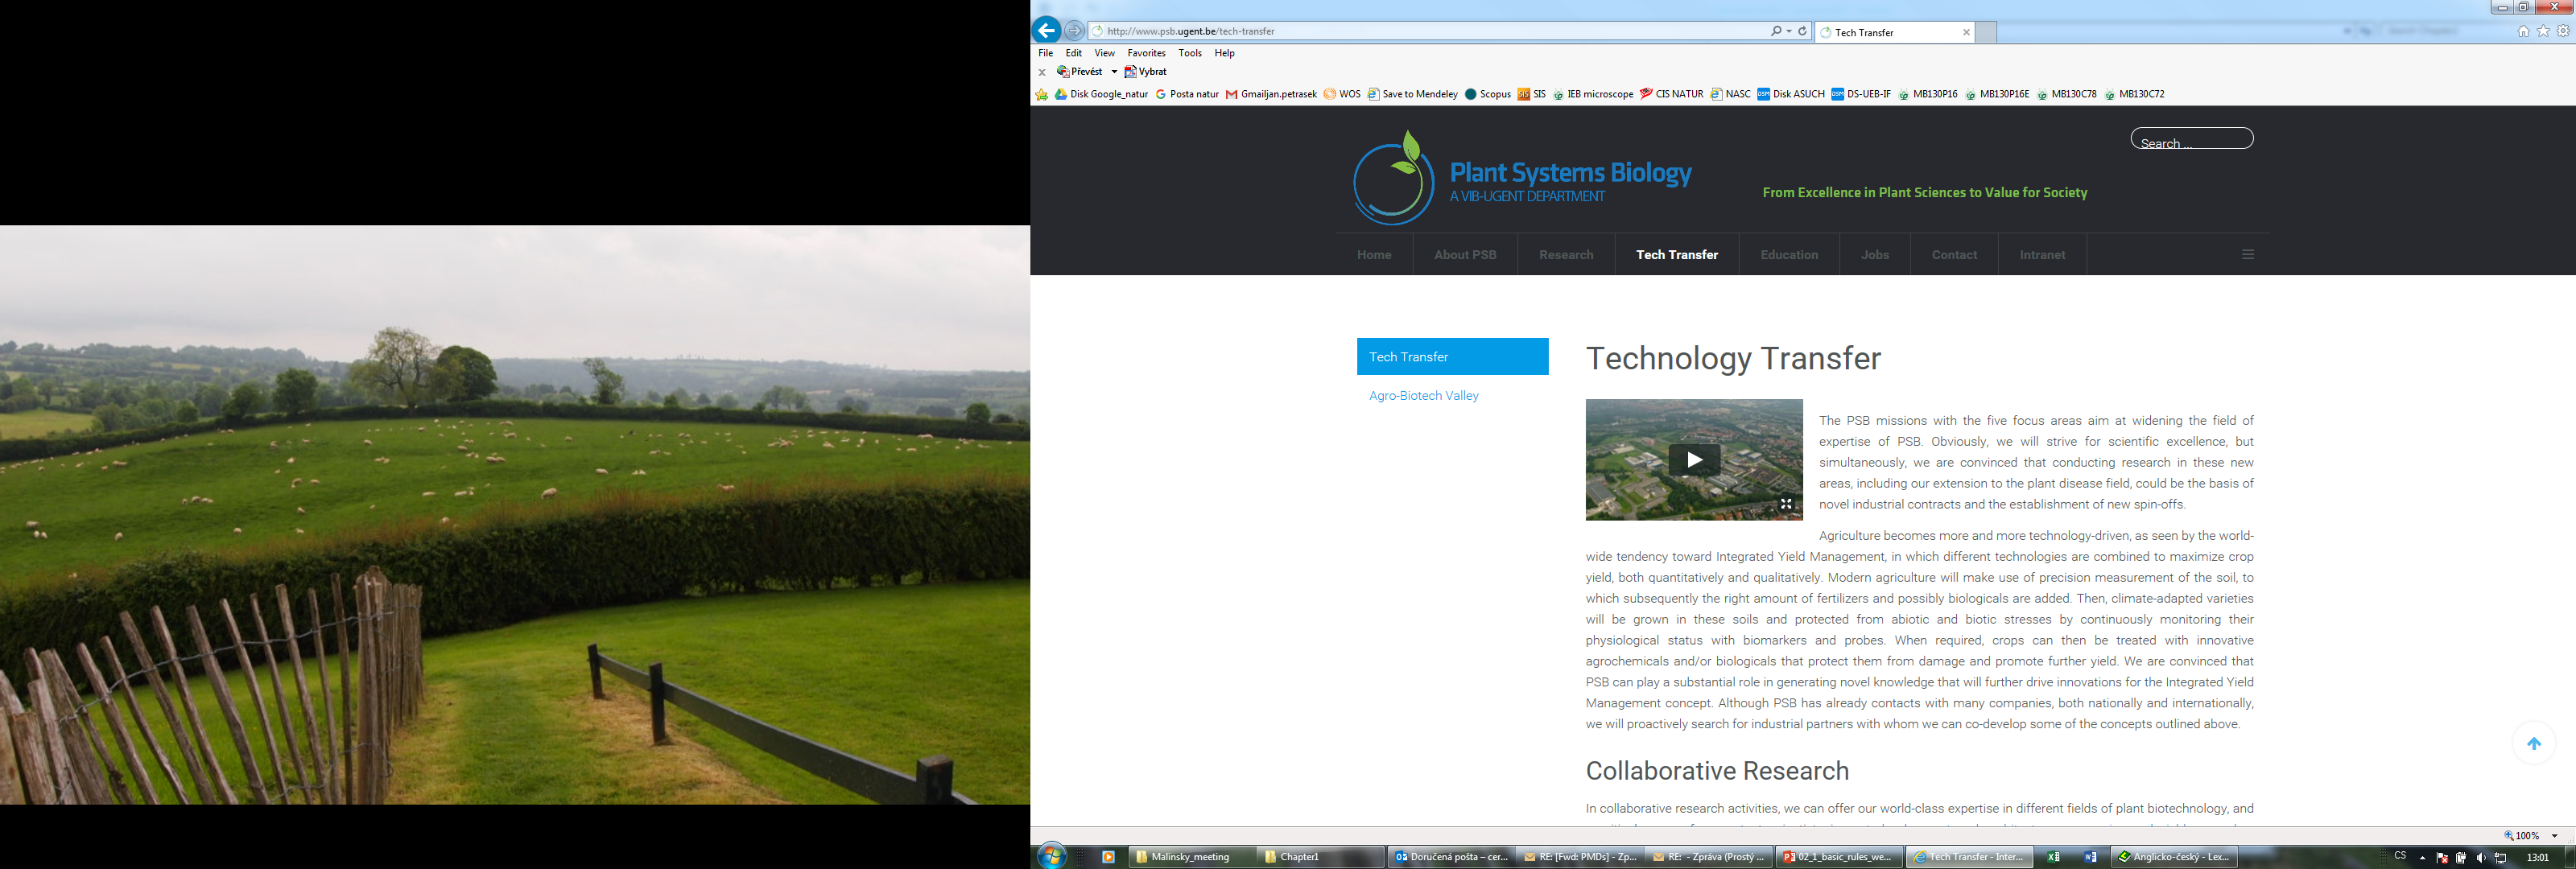 http://www.psb.ugent.be/tech-transfer
Tech Transfer
File Edit View Favorites Tools Help
x Převést Vybrat
Disk Google_natur Posta natur Gmailjan.petrasek WOS Save to Mendeley Scopus SIS IEB microscope CIS NATUR NASC Disk ASUCH DS-UEB-IF MB130P16 MB130P16E MB130C78 MB130C72
Search ...
Plant Systems Biology
A VIB-UGENT DEPARTMENT
From Excellence in Plant Sciences to Value for Society
Home About PSB Research Tech Transfer Education Jobs Contact Intranet
Tech Transfer
Agro-Biotech Valley
Technology Transfer
The PSB missions with the five focus areas aim at widening the field of
expertise of PSB. Obviously, we will strive for scientific excellence, but
simultaneously, we are convinced that conducting research in these new
areas, including our extension to the plant disease field, could be the basis of
novel industrial contracts and the establishment of new spin-offs.
Agriculture becomes more and more technology-driven, as seen by the world-
wide tendency toward Integrated Yield Management, in which different technologies are combined to maximize crop
yield, both quantitatively and qualitatively. Modern agriculture will make use of precision measurement of the soil, to
which subsequently the right amount of fertilizers and possibly biologicals are added. Then, climate-adapted varieties
will be grown in these soils and protected from abiotic and biotic stresses by continuously monitoring their
physiological status with biomarkers and probes. When required, crops can then be treated with innovative
agrochemicals and/or biologicals that protect them from damage and promote further yield. We are convinced that
PSB can play a substantial role in generating novel knowledge that will further drive innovations for the Integrated Yield
Management concept. Although PSB has already contacts with many companies, both nationally and internationally,
we will proactively search for industrial partners with whom we can co-develop some of the concepts outlined above.
Collaborative Research
In collaborative research activities, we can offer our world-class expertise in different fields of plant biotechnology, and
100%
Malinsky_meeting Chapter1 Doručená pošta – cer... RE: [Fwd: PMDs] - Zp... RE: - Zpráva (Prostý ... 02_1_basic_rules_we... Tech Transfer - Inter... Anglicko-český - Lex... CS 13:01